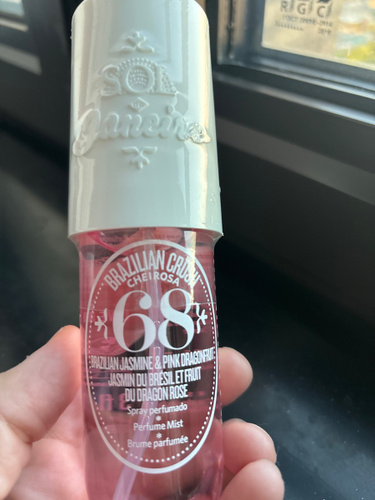 SOL
de
Janeiro
BRAZILIAN CRUSH
CHEIROSA
68
BRAZILIAN JASMINE & PINK DRAGONFRUIT
JASMIN DU BRÉSIL ET FRUIT
DU DRAGON ROSE
Spray perfumado
Perfume Mist
Brume parfumée